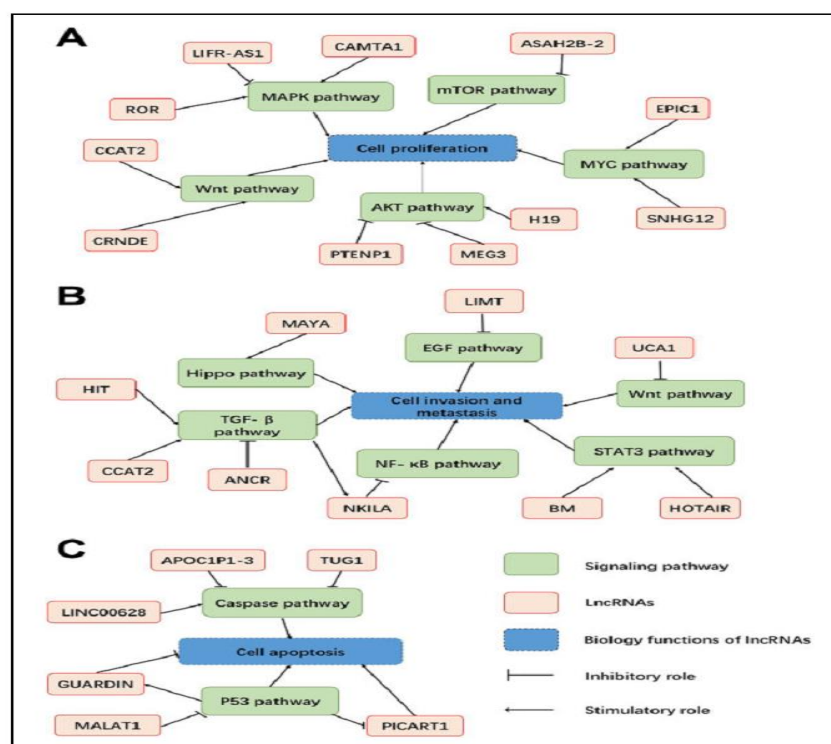 A
LIFR-AS1
CAMTA1
ASAH2B-2
ROR
MAPK pathway
mTOR pathway
EPIC1
CCAT2
Cell proliferation
MYC pathway
Wnt pathway
AKT pathway
H19
SNHG12
CRNDE
PTENP1
MEG3
B
LIMT
MAYA
EGF pathway
UCA1
Hippo pathway
HIT
Cell invasion and
metastasis
Wnt pathway
TGF- β
pathway
STAT3 pathway
CCAT2
NF- κB pathway
ANCR
NKILA
BM
HOTAIR
C
APOC1P1-3
TUG1
Signaling pathway
Caspase pathway
LINC00628
LncRNAs
Cell apoptosis
Biology functions of lncRNAs
GUARDIN
P53 pathway
Inhibitory role
MALAT1
PICART1
Stimulatory role